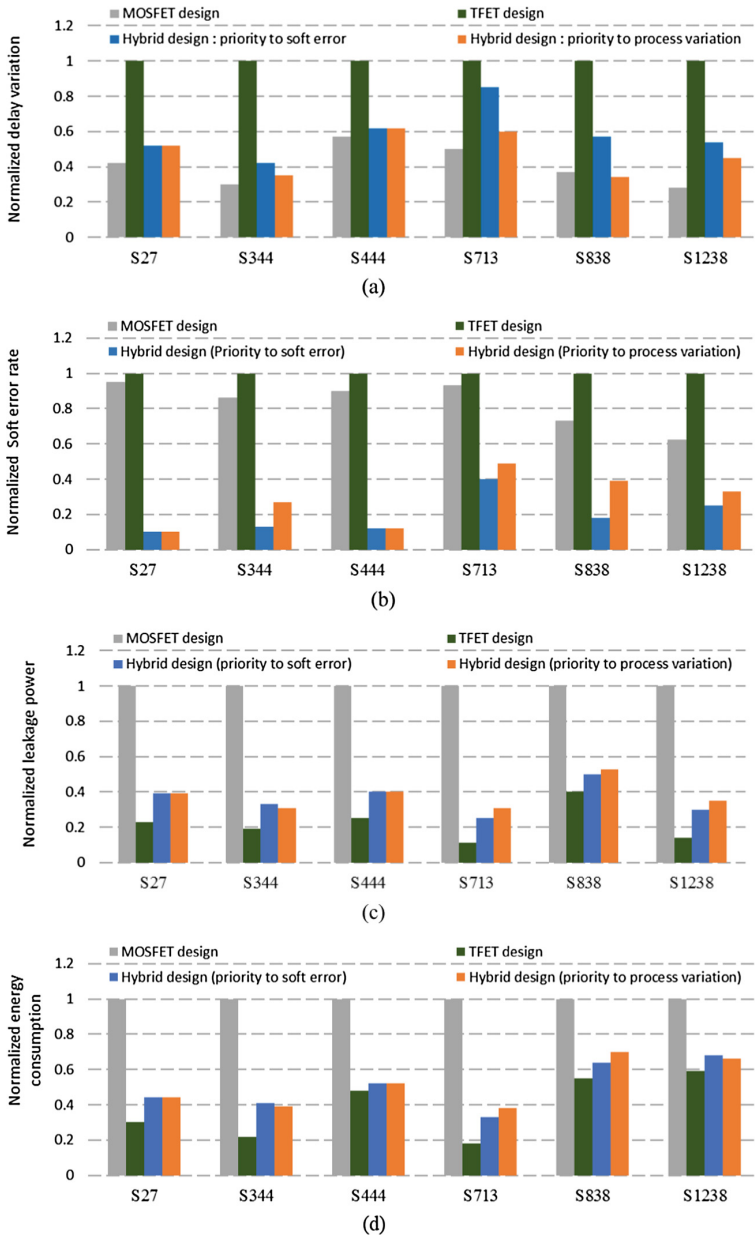 MOSFET design TFET design
Hybrid design : priority to soft error Hybrid design : priority to process variation
Normalized delay variation
1.2
1
0.8
0.6
0.4
0.2
0
S27 S344 S444 S713 S838 S1238
(a)
MOSFET design TFET design
Hybrid design (Priority to soft error) Hybrid design (Priority to process variation)
Normalized Soft error rate
1.2
1
0.8
0.6
0.4
0.2
0
S27 S344 S444 S713 S838 S1238
(b)
MOSFET design TFET design
Hybrid design (priority to soft error) Hybrid design (priority to process variation)
Normalized leakage power
1.2
1
0.8
0.6
0.4
0.2
0
S27 S344 S444 S713 S838 S1238
(c)
MOSFET design TFET design
Hybrid design (priority to soft error) Hybrid design (priority to process variation)
Normalized energy
consumption
1.2
1
0.8
0.6
0.4
0.2
0
S27 S344 S444 S713 S838 S1238
(d)